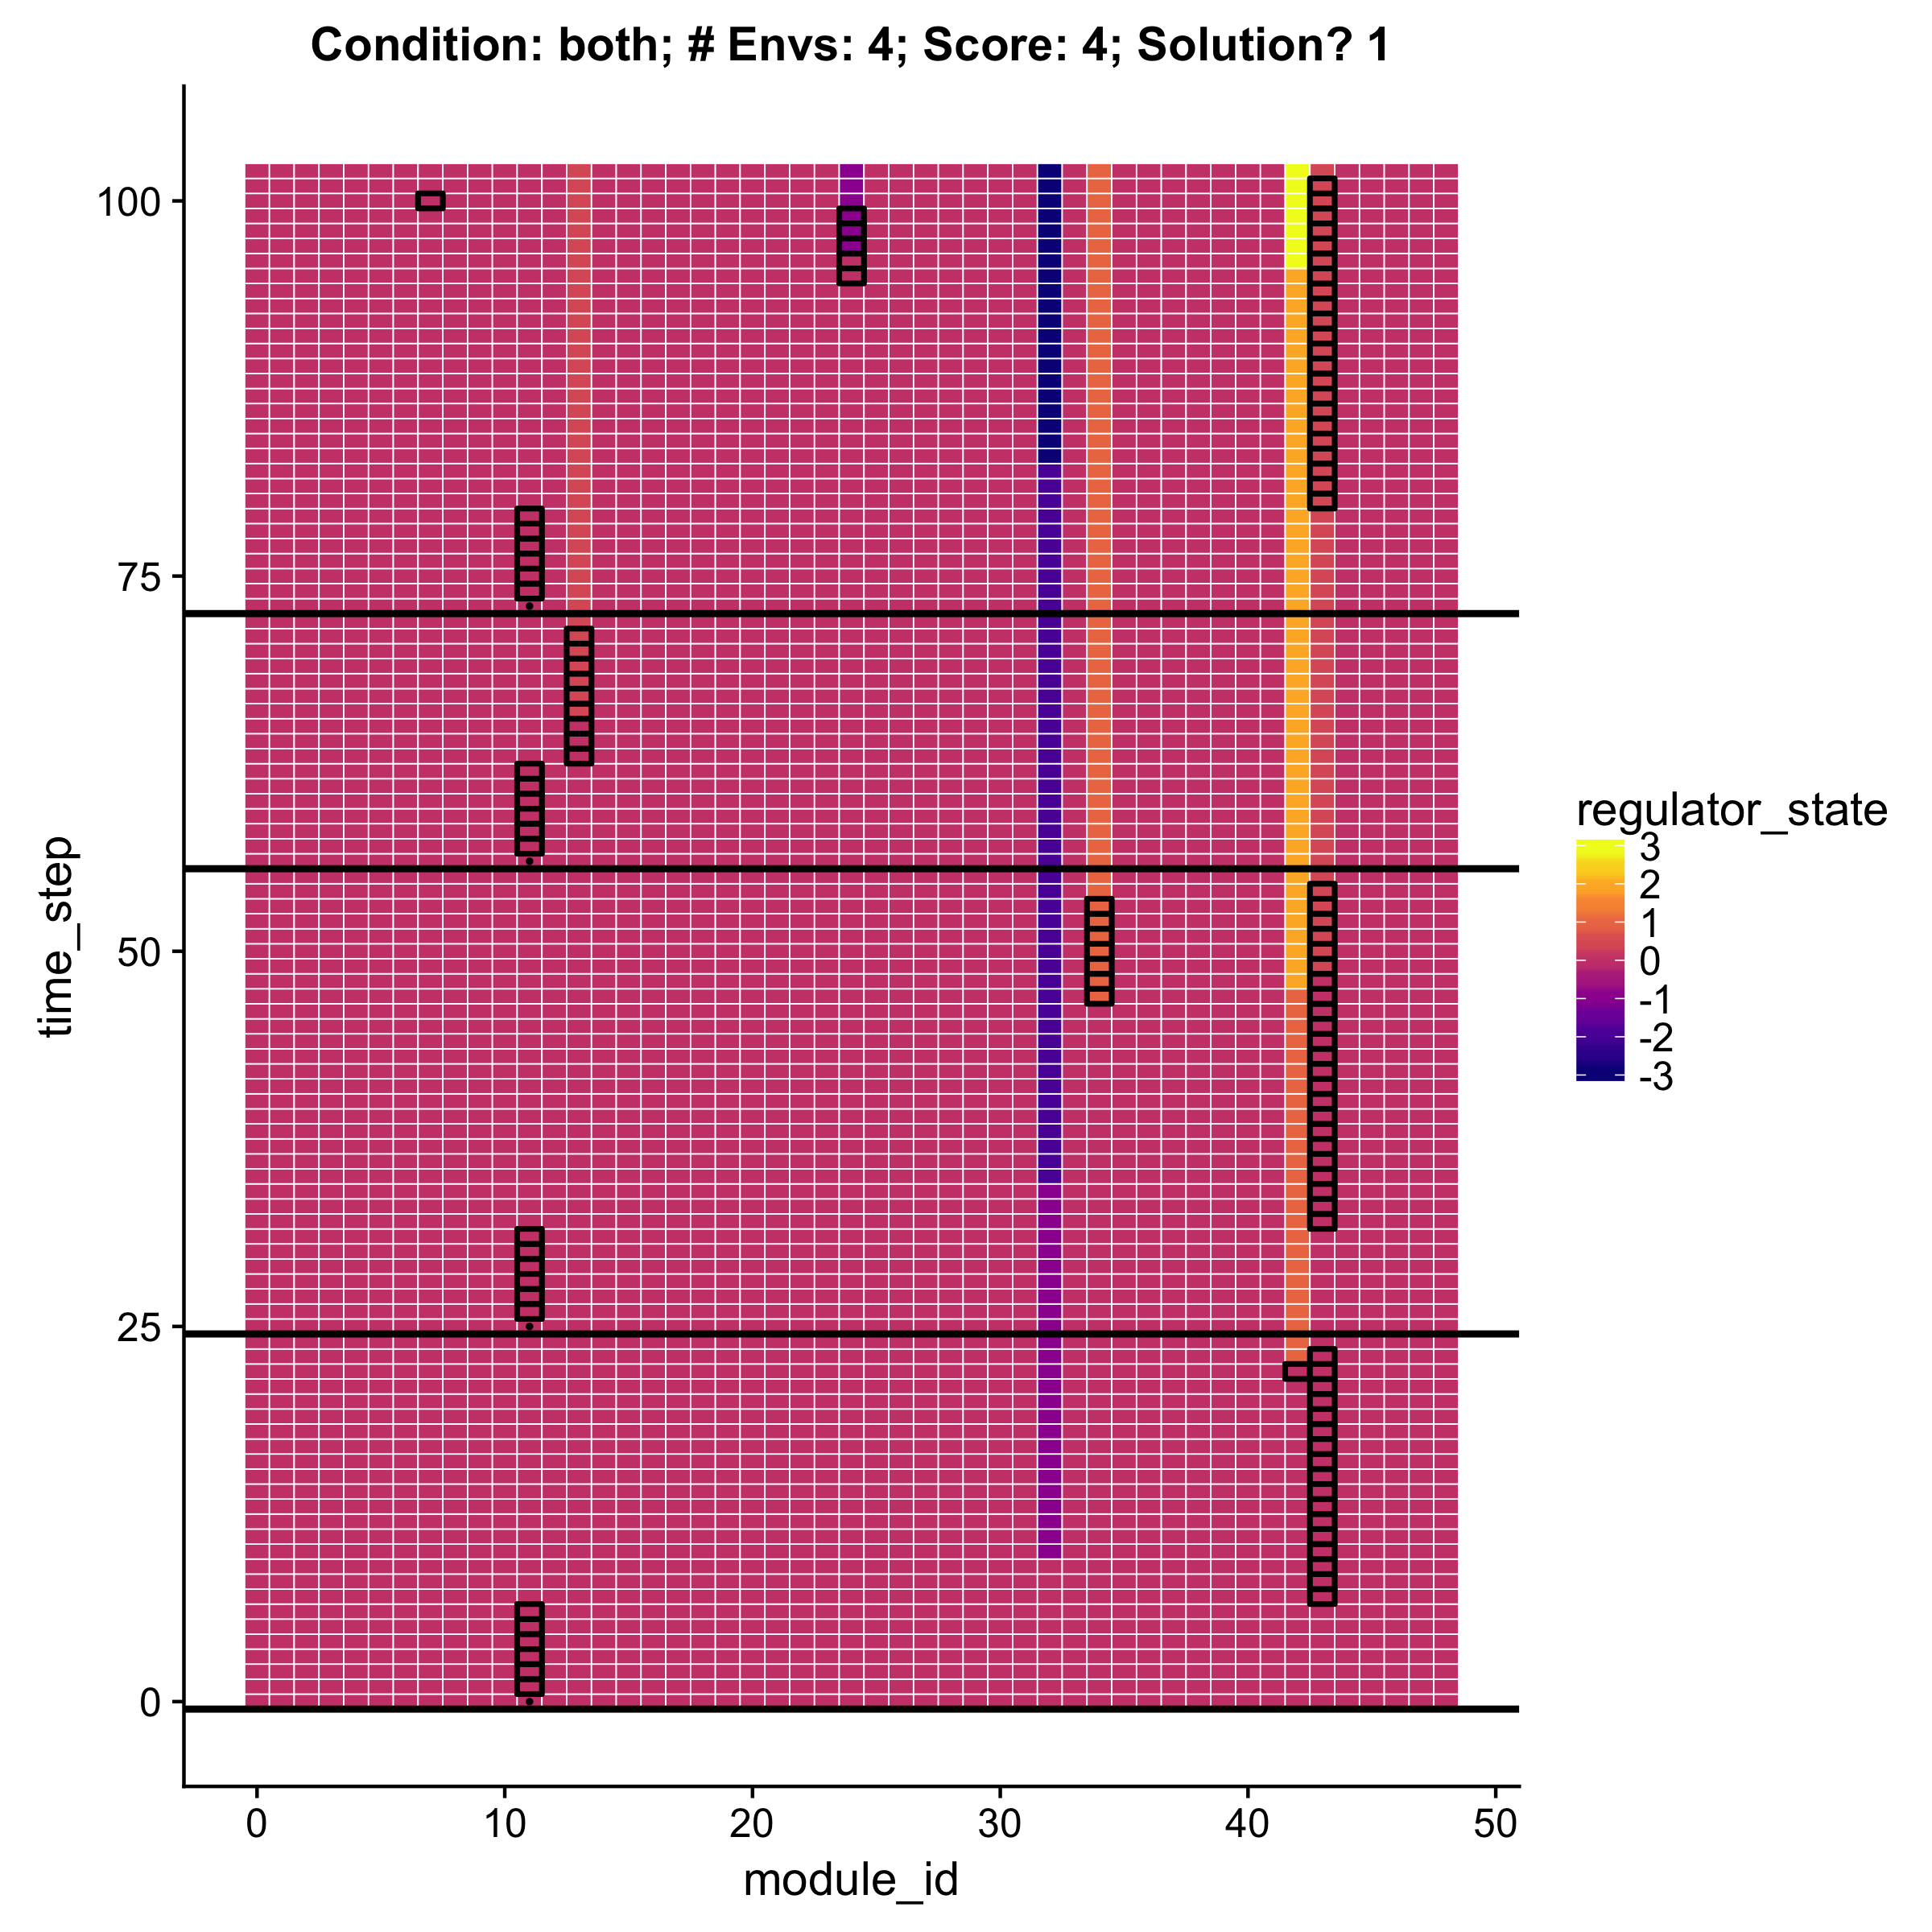 Condition: both; # Envs: 4; Score: 4; Solution? 1
time_step
100
75
50
25
0
0 10 20 30 40 50
module_id
regulator_state
3
2
1
0
-1
-2
-3